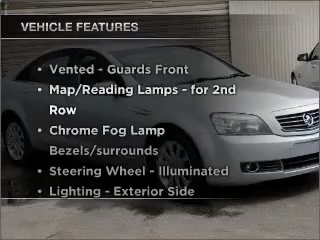 VEHICLE FEATURES
• Vented - Guards Front
• Map/Reading Lamps - for 2nd
Row
• Chrome Fog Lamp
Bezels/surrounds
• Steering Wheel - Illuminated
• Lighting - Exterior Side